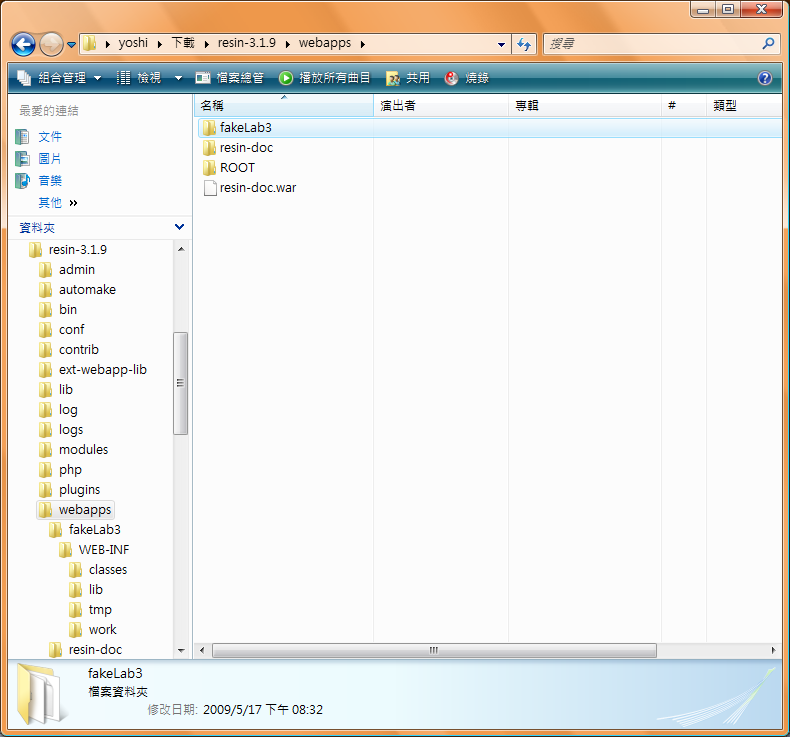 yoshi ▸ 下載 ▸ resin-3.1.9 ▸ webapps ▸
搜尋
組合管理 檢視 檔案總管 播放所有曲目 共用 燒錄
最愛的連結
文件
圖片
音樂
其他 »
資料夾
resin-3.1.9
admin
automake
bin
conf
contrib
ext-webapp-lib
lib
log
logs
modules
php
plugins
webapps
fakeLab3
WEB-INF
classes
lib
tmp
work
resin-doc
名稱 演出者 專輯 # 類型
fakeLab3
resin-doc
ROOT
resin-doc.war
fakeLab3
檔案資料夾
修改日期: 2009/5/17 下午 08:32